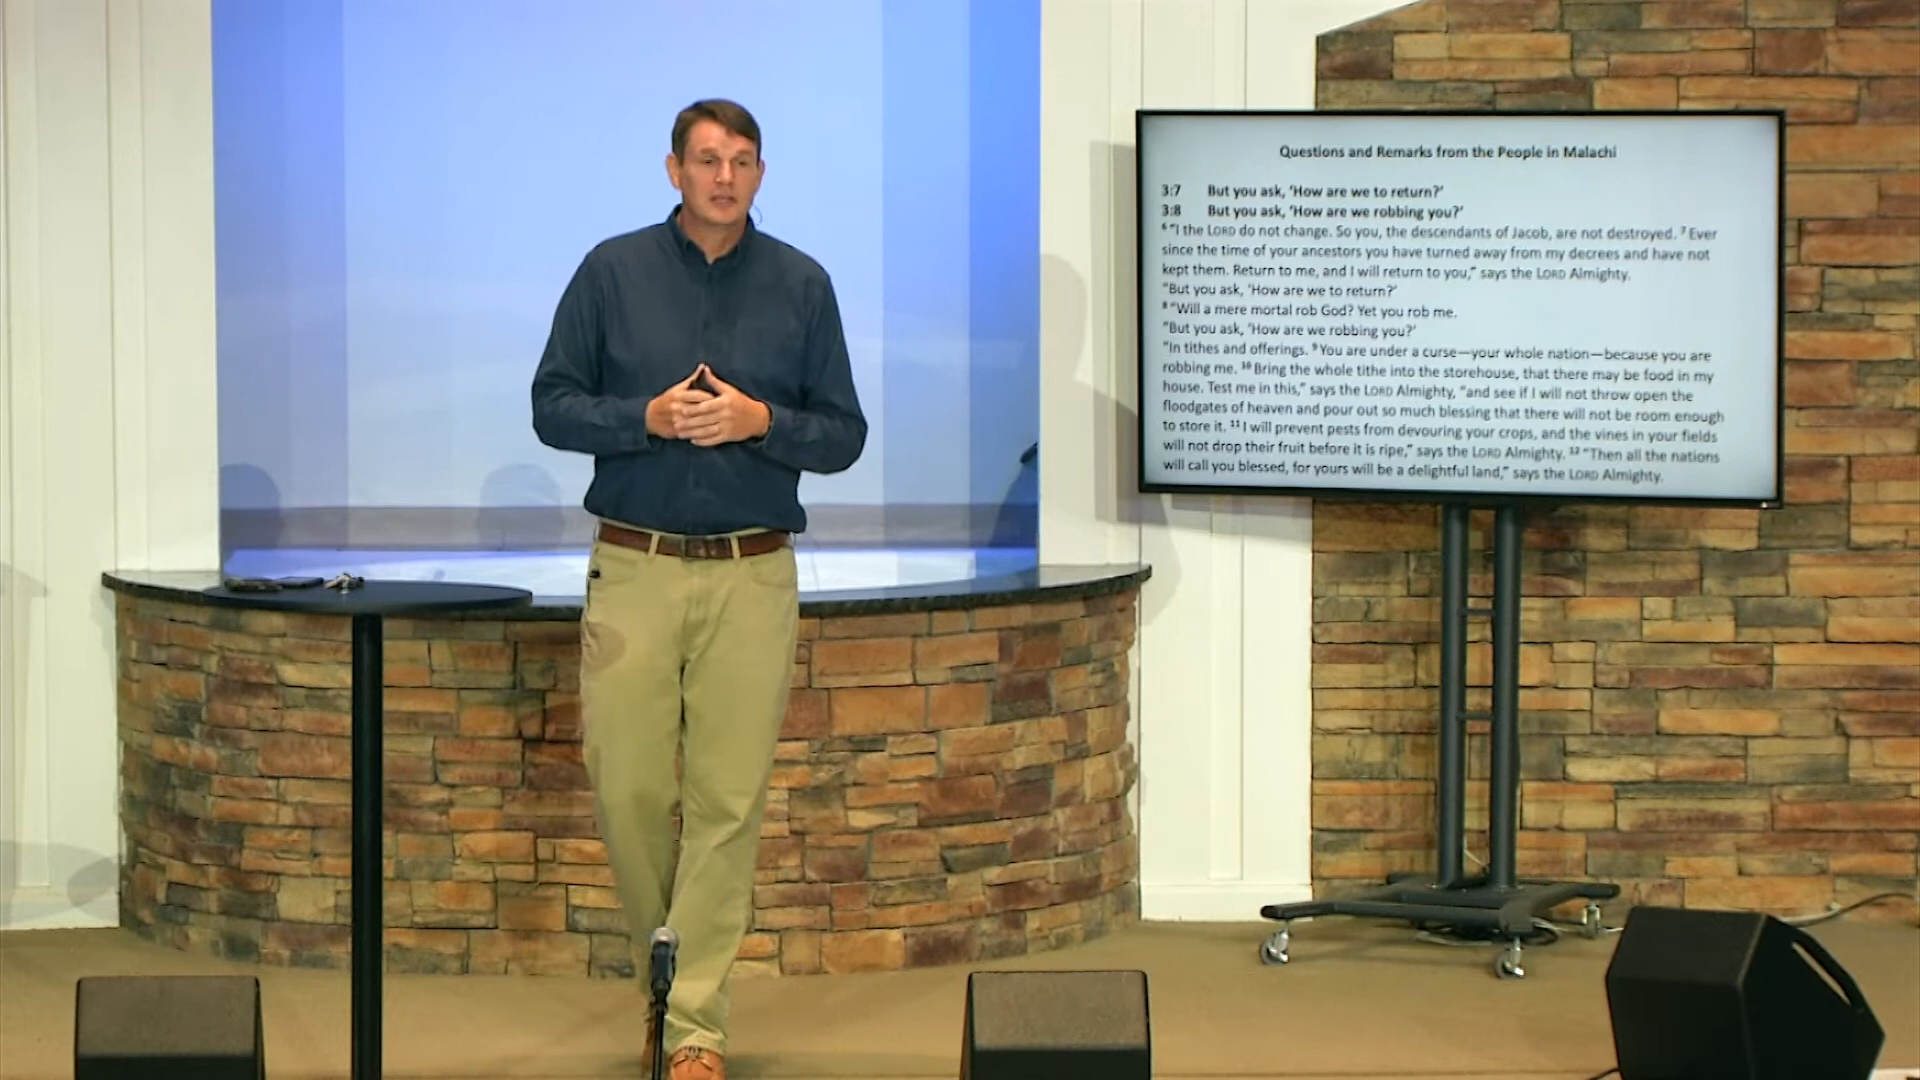 Questions and Remarks from the People in Malachi
3:7 But you ask, ‘How are we to return?’
3:8 But you ask, ‘How are we robbing you?’
⁶ “I the LORD do not change. So you, the descendants of Jacob, are not destroyed. ⁷ Ever
since the time of your ancestors you have turned away from my decrees and have not
kept them. Return to me, and I will return to you,” says the LORD Almighty.
“But you ask, ‘How are we to return?’
⁸ “Will a mere mortal rob God? Yet you rob me.
“But you ask, ‘How are we robbing you?’
“In tithes and offerings. ⁹ You are under a curse—your whole nation—because you are
robbing me. ¹⁰ Bring the whole tithe into the storehouse, that there may be food in my
house. Test me in this,” says the LORD Almighty, “and see if I will not throw open the
floodgates of heaven and pour out so much blessing that there will not be room enough
to store it. ¹¹ I will prevent pests from devouring your crops, and the vines in your fields
will not drop their fruit before it is ripe,” says the LORD Almighty. ¹² “Then all the nations
will call you blessed, for yours will be a delightful land,” says the LORD Almighty.